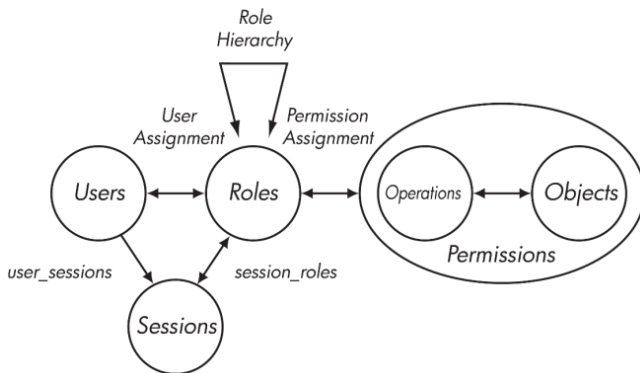 Role
Hierarchy
User
Assignment
Permission
Assignment
Users
Roles
Operations
Objects
Permissions
user_sessions
session_roles
Sessions